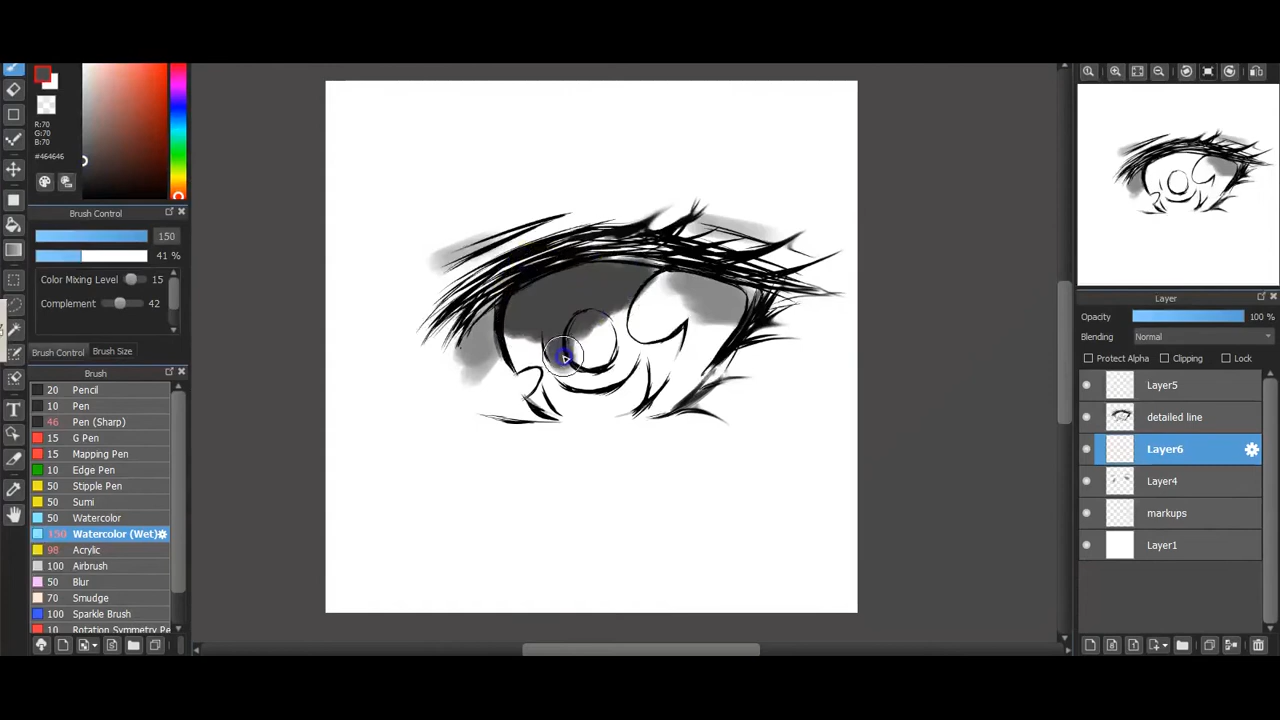 R:70
G:70
B:70
#464646
Brush Control
150
41 %
Color Mixing Level 15
Complement 42
Brush Control Brush Size
Brush
20 Pencil
10 Pen
46 Pen (Sharp)
15 G Pen
15 Mapping Pen
10 Edge Pen
50 Stipple Pen
50 Sumi
50 Watercolor
150 Watercolor (Wet)
98 Acrylic
100 Airbrush
50 Blur
70 Smudge
100 Sparkle Brush
10 Rotation Symmetry Pe
Layer
Opacity 100 %
Blending Normal
Protect Alpha Clipping Lock
Layer5
detailed line
Layer6
Layer4
markups
Layer1